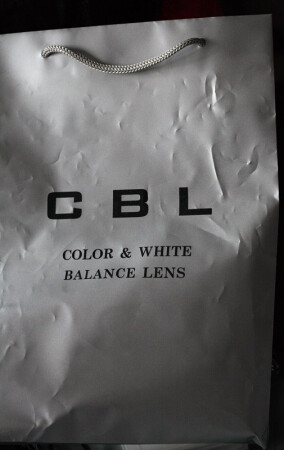 CBL
COLOR & WHITE
BALANCE LENS